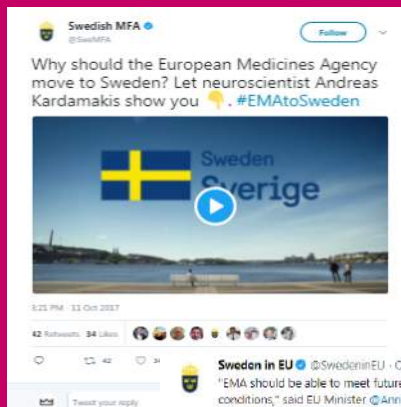 Swedish MFA
@SweMFA
Follow
Why should the European Medicines Agency
move to Sweden? Let neuroscientist Andreas
Kardamakis show you 👇. #EMAtoSweden
Sweden
Sverige
5:21 PM - 11 Oct 2017
42 Retweets 34 Likes
42
Sweden in EU @SwedeninEU
"EMA should be able to meet future
conditions," said EU Minister @Ann
Tweet your reply